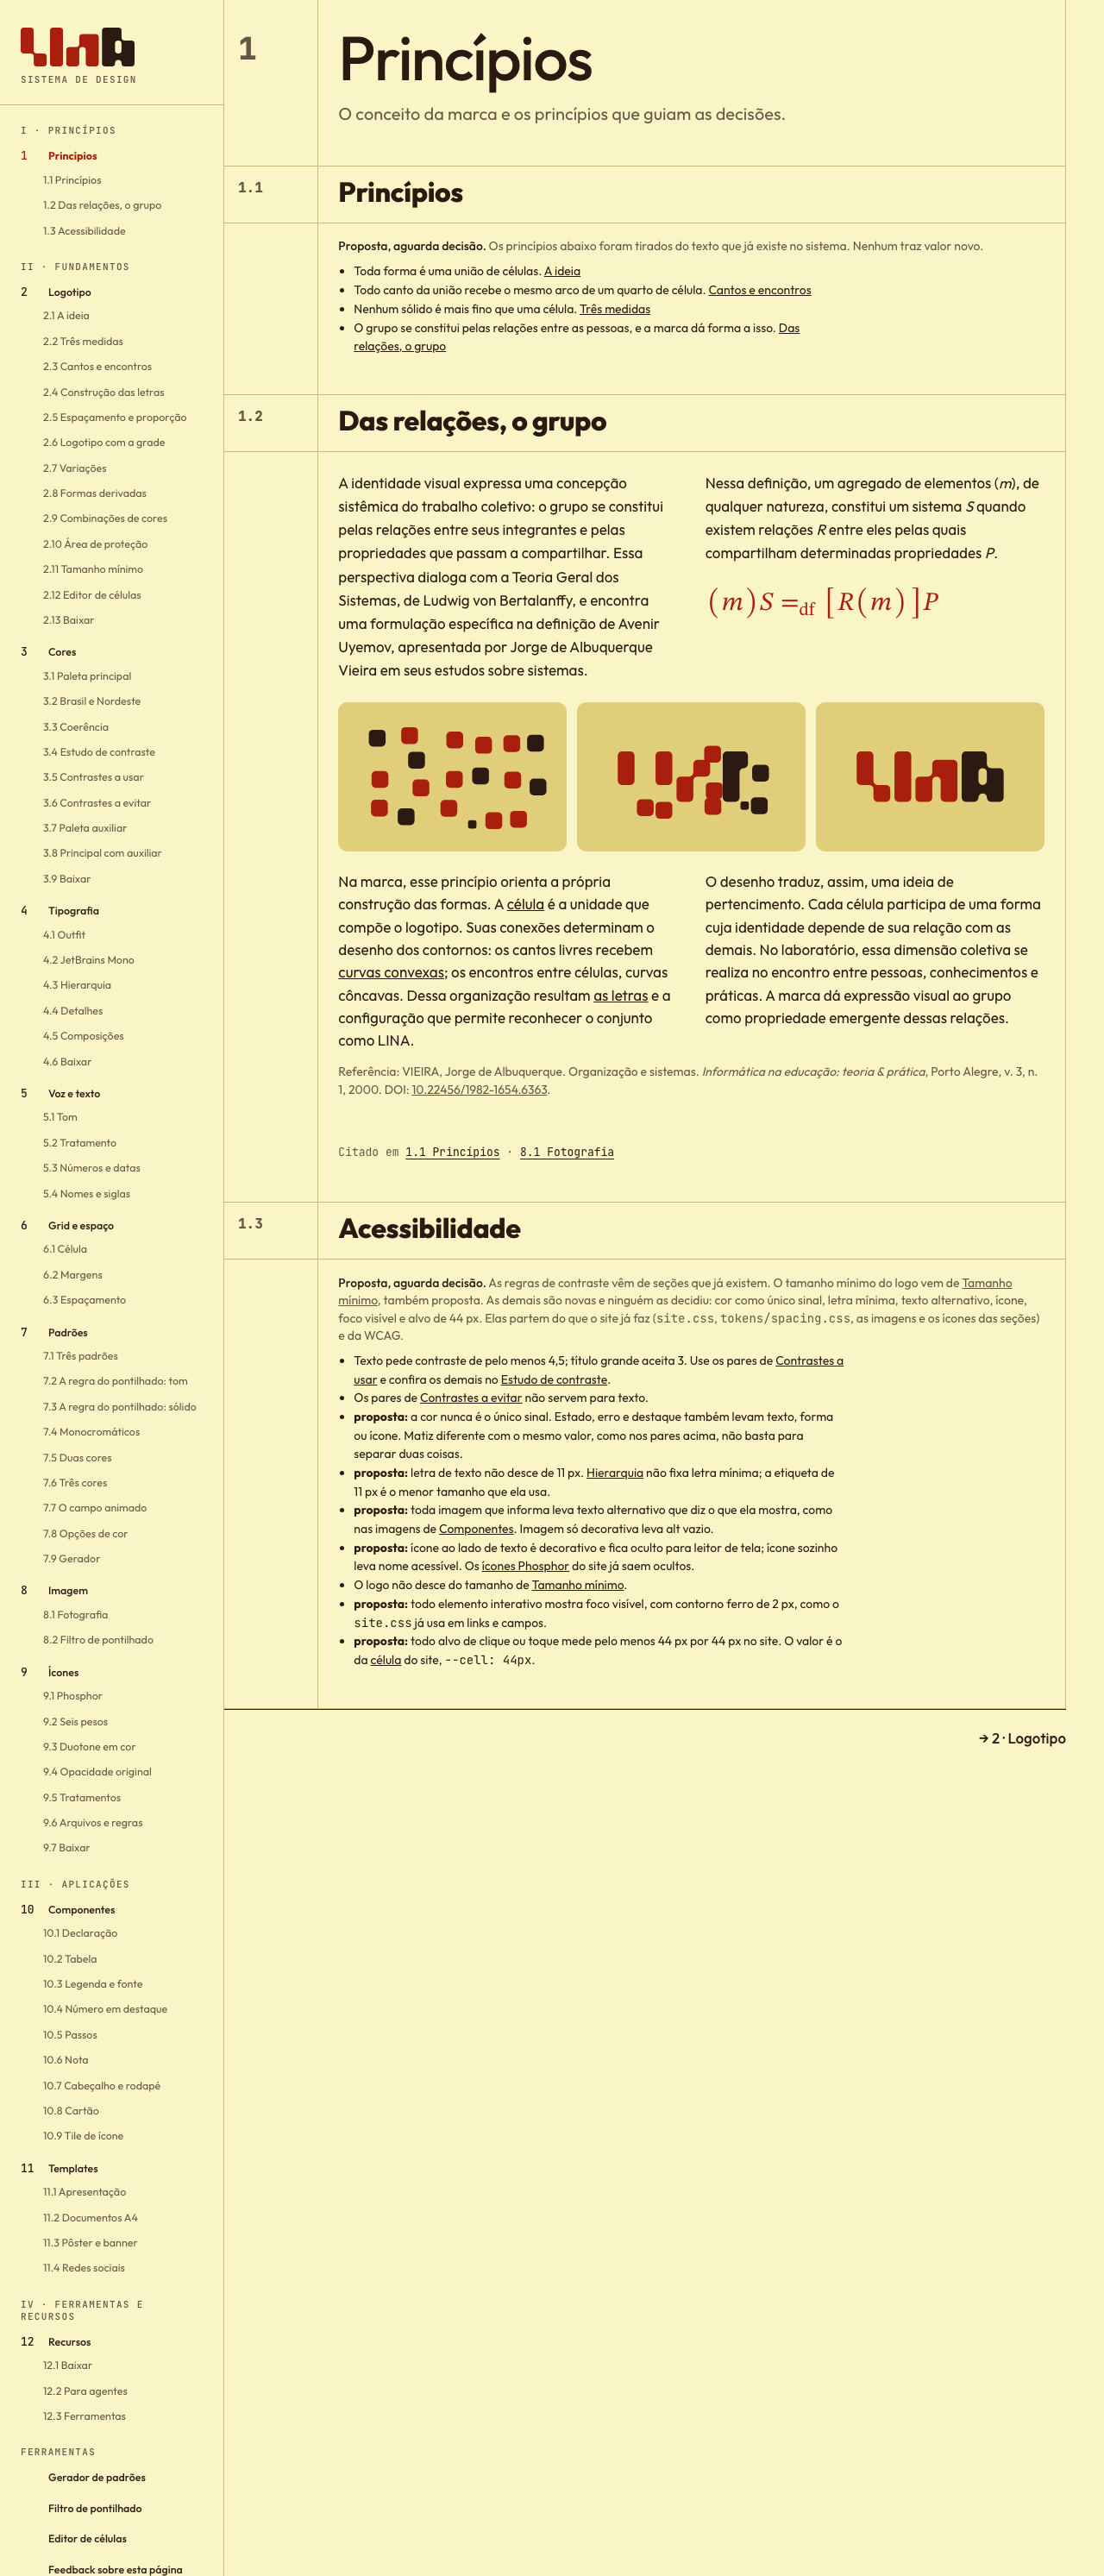 LINA
SISTEMA DE DESIGN
I · PRINCÍPIOS
1 Princípios
1.1 Princípios
1.2 Das relações, o grupo
1.3 Acessibilidade
II · FUNDAMENTOS
2 Logotipo
2.1 A ideia
2.2 Três medidas
2.3 Cantos e encontros
2.4 Construção das letras
2.5 Espaçamento e proporção
2.6 Logotipo com a grade
2.7 Variações
2.8 Formas derivadas
2.9 Combinações de cores
2.10 Área de proteção
2.11 Tamanho mínimo
2.12 Editor de células
2.13 Baixar
3 Cores
3.1 Paleta principal
3.2 Brasil e Nordeste
3.3 Coerência
3.4 Estudo de contraste
3.5 Contrastes a usar
3.6 Contrastes a evitar
3.7 Paleta auxiliar
3.8 Principal com auxiliar
3.9 Baixar
4 Tipografia
4.1 Outfit
4.2 JetBrains Mono
4.3 Hierarquia
4.4 Detalhes
4.5 Composições
4.6 Baixar
5 Voz e texto
5.1 Tom
5.2 Tratamento
5.3 Números e datas
5.4 Nomes e siglas
6 Grid e espaço
6.1 Célula
6.2 Margens
6.3 Espaçamento
7 Padrões
7.1 Três padrões
7.2 A regra do pontilhado: tom
7.3 A regra do pontilhado: sólido
7.4 Monocromáticos
7.5 Duas cores
7.6 Três cores
7.7 O campo animado
7.8 Opções de cor
7.9 Gerador
8 Imagem
8.1 Fotografia
8.2 Filtro de pontilhado
9 Ícones
9.1 Phosphor
9.2 Seis pesos
9.3 Duotone em cor
9.4 Opacidade original
9.5 Tratamentos
9.6 Arquivos e regras
9.7 Baixar
III · APLICAÇÕES
10 Componentes
10.1 Declaração
10.2 Tabela
10.3 Legenda e fonte
10.4 Número em destaque
10.5 Passos
10.6 Nota
10.7 Cabeçalho e rodapé
10.8 Cartão
10.9 Tile de ícone
11 Templates
11.1 Apresentação
11.2 Documentos A4
11.3 Pôster e banner
11.4 Redes sociais
IV · FERRAMENTAS E
RECURSOS
12 Recursos
12.1 Baixar
12.2 Para agentes
12.3 Ferramentas
FERRAMENTAS
Gerador de padrões
Filtro de pontilhado
Editor de células
Feedback sobre esta página
1 Princípios
O conceito da marca e os princípios que guiam as decisões.
1.1 Princípios
Proposta, aguarda decisão. Os princípios abaixo foram tirados do texto que já existe no sistema. Nenhum traz valor novo.
• Toda forma é uma união de células. A ideia
• Todo canto da união recebe o mesmo arco de um quarto de célula. Cantos e encontros
• Nenhum sólido é mais fino que uma célula. Três medidas
• O grupo se constitui pelas relações entre as pessoas, e a marca dá forma a isso. Das
relações, o grupo
1.2 Das relações, o grupo
A identidade visual expressa uma concepção
sistêmica do trabalho coletivo: o grupo se constitui
pelas relações entre seus integrantes e pelas
propriedades que passam a compartilhar. Essa
perspectiva dialoga com a Teoria Geral dos
Sistemas, de Ludwig von Bertalanffy, e encontra
uma formulação específica na definição de Avenir
Uyemov, apresentada por Jorge de Albuquerque
Vieira em seus estudos sobre sistemas.
Nessa definição, um agregado de elementos (m), de
qualquer natureza, constitui um sistema S quando
existem relações R entre eles pelas quais
compartilham determinadas propriedades P.
(m)S =df [R(m)]P
LINA
Na marca, esse princípio orienta a própria
construção das formas. A célula é a unidade que
compõe o logotipo. Suas conexões determinam o
desenho dos contornos: os cantos livres recebem
curvas convexas; os encontros entre células, curvas
côncavas. Dessa organização resultam as letras e a
configuração que permite reconhecer o conjunto
como LINA.
O desenho traduz, assim, uma ideia de
pertencimento. Cada célula participa de uma forma
cuja identidade depende de sua relação com as
demais. No laboratório, essa dimensão coletiva se
realiza no encontro entre pessoas, conhecimentos e
práticas. A marca dá expressão visual ao grupo
como propriedade emergente dessas relações.
Referência: VIEIRA, Jorge de Albuquerque. Organização e sistemas. Informática na educação: teoria & prática, Porto Alegre, v. 3, n.
1, 2000. DOI: 10.22456/1982-1654.6363.
Citado em 1.1 Princípios · 8.1 Fotografia
1.3 Acessibilidade
Proposta, aguarda decisão. As regras de contraste vêm de seções que já existem. O tamanho mínimo do logo vem de Tamanho
mínimo, também proposta. As demais são novas e ninguém as decidiu: cor como único sinal, letra mínima, texto alternativo, ícone,
foco visível e alvo de 44 px. Elas partem do que o site já faz (site.css, tokens/spacing.css, as imagens e os ícones das seções)
e da WCAG.
• Texto pede contraste de pelo menos 4,5; título grande aceita 3. Use os pares de Contrastes a
usar e confira os demais no Estudo de contraste.
• Os pares de Contrastes a evitar não servem para texto.
• proposta: a cor nunca é o único sinal. Estado, erro e destaque também levam texto, forma
ou ícone. Matiz diferente com o mesmo valor, como nos pares acima, não basta para
separar duas coisas.
• proposta: letra de texto não desce de 11 px. Hierarquia não fixa letra mínima; a etiqueta de
11 px é o menor tamanho que ela usa.
• proposta: toda imagem que informa leva texto alternativo que diz o que ela mostra, como
nas imagens de Componentes. Imagem só decorativa leva alt vazio.
• proposta: ícone ao lado de texto é decorativo e fica oculto para leitor de tela; ícone sozinho
leva nome acessível. Os ícones Phosphor do site já saem ocultos.
• O logo não desce do tamanho de Tamanho mínimo.
• proposta: todo elemento interativo mostra foco visível, com contorno ferro de 2 px, como o
site.css já usa em links e campos.
• proposta: todo alvo de clique ou toque mede pelo menos 44 px por 44 px no site. O valor é o
da célula do site, --cell: 44px.
→ 2 · Logotipo